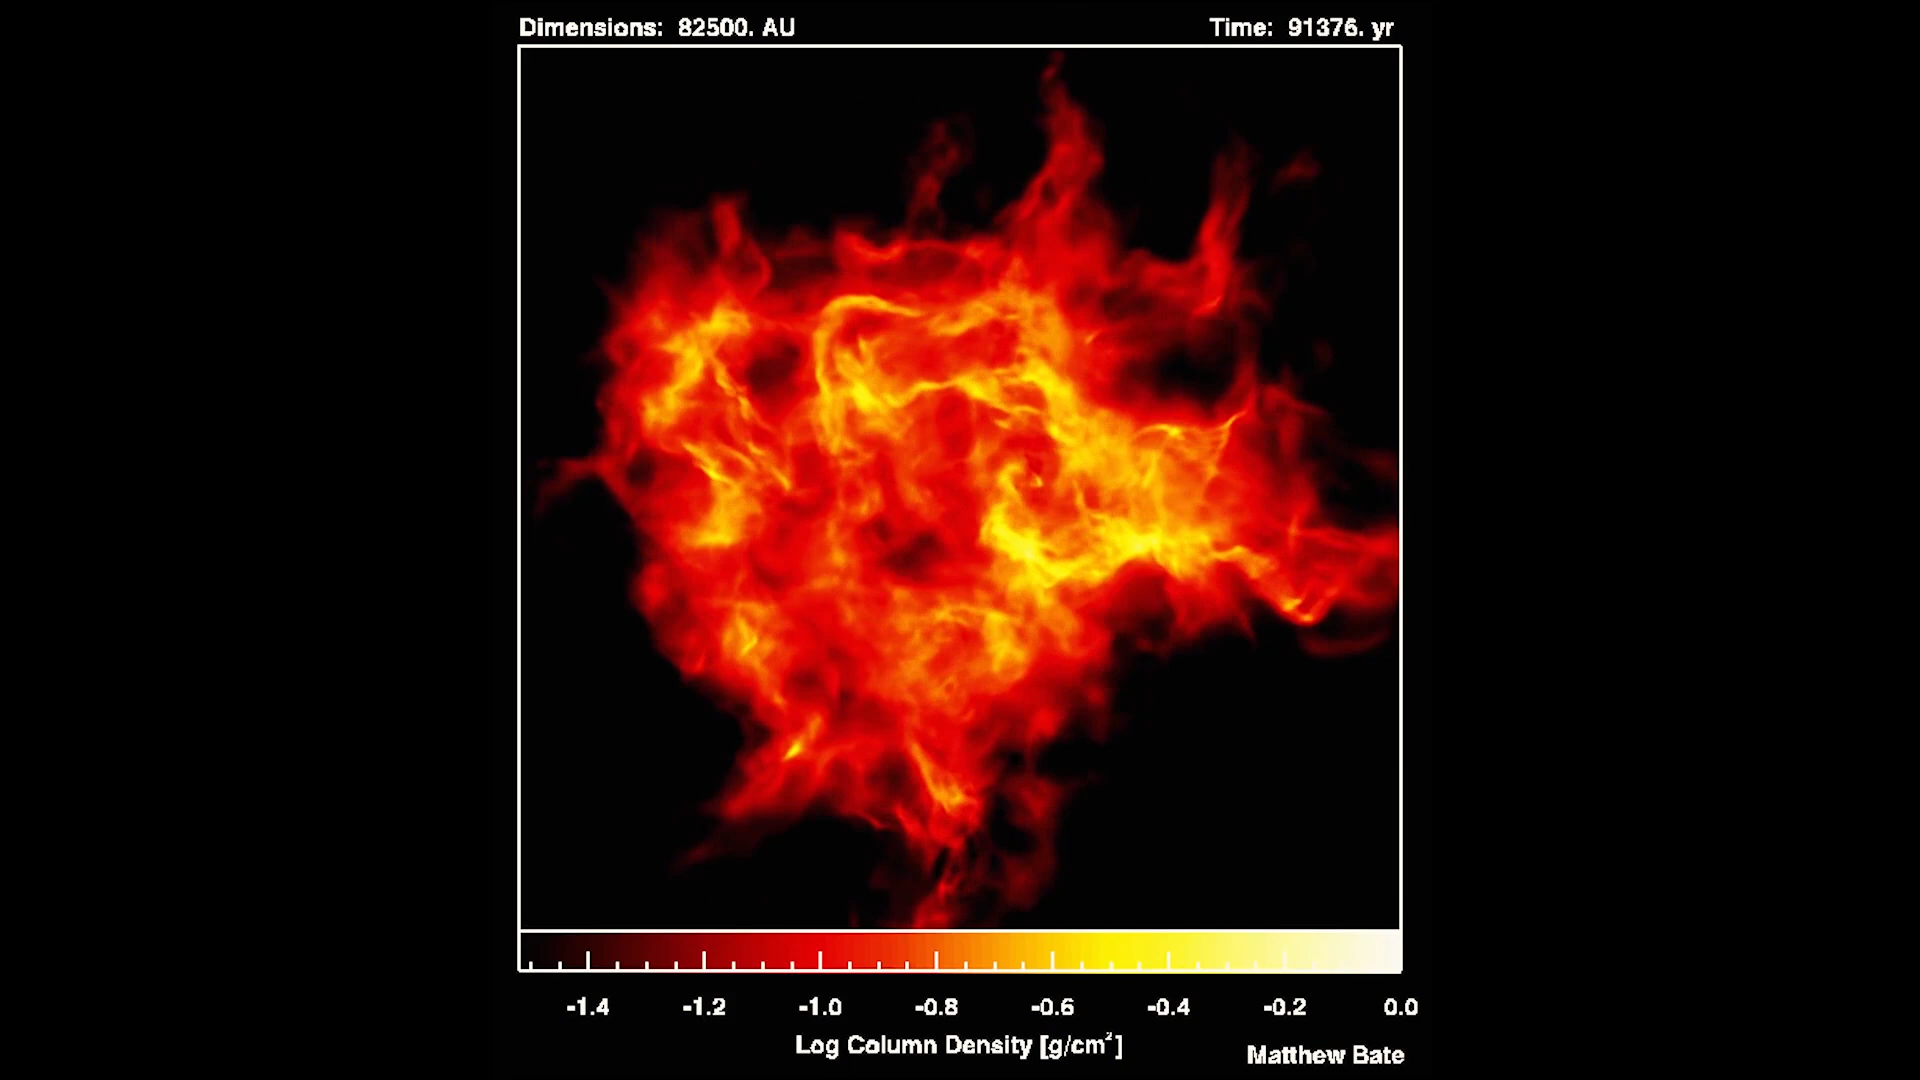 Dimensions: 82500. AU
Time: 91376. yr
-1.4 -1.2 -1.0 -0.8 -0.6 -0.4 -0.2 0.0
Log Column Density [g/cm²]
Matthew Bate